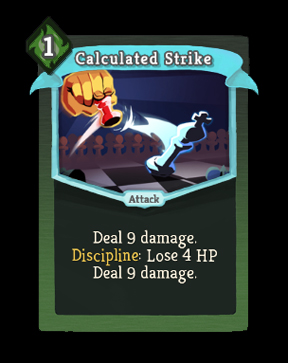 1
Calculated Strike
Attack
Deal 9 damage.
Discipline: Lose 4 HP
Deal 9 damage.